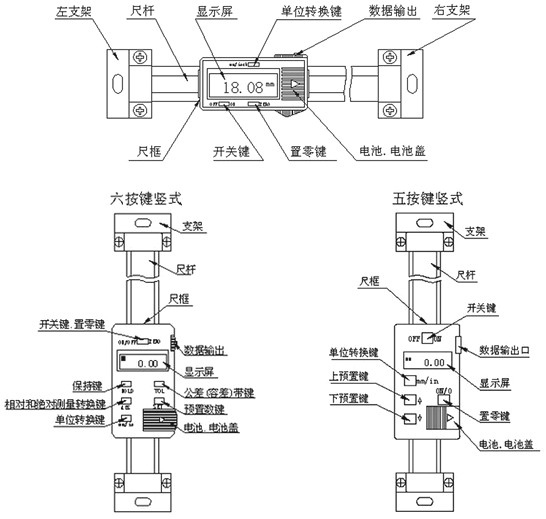 左支架
尺杆
显示屏
单位转换键
数据输出
右支架
mm/inch
18.08 mm
OFF ON
ZERO
尺框
开关键
置零键
电池.电池盖
六按键竖式
支架
尺杆
尺框
开关键.置零键
ON/OFF ZERO
数据输出
0.00
显示屏
保持键
HOLD
TOL
公差(容差)带键
相对和绝对测量转换键
ABS
SET
预置数键
单位转换键
mm/in
电池.电池盖
五按键竖式
支架
尺杆
尺框
开关键
OFF ON
数据输出口
单位转换键
0.00
mm/in
显示屏
上预置键
ON/0
下预置键
置零键
电池.电池盖